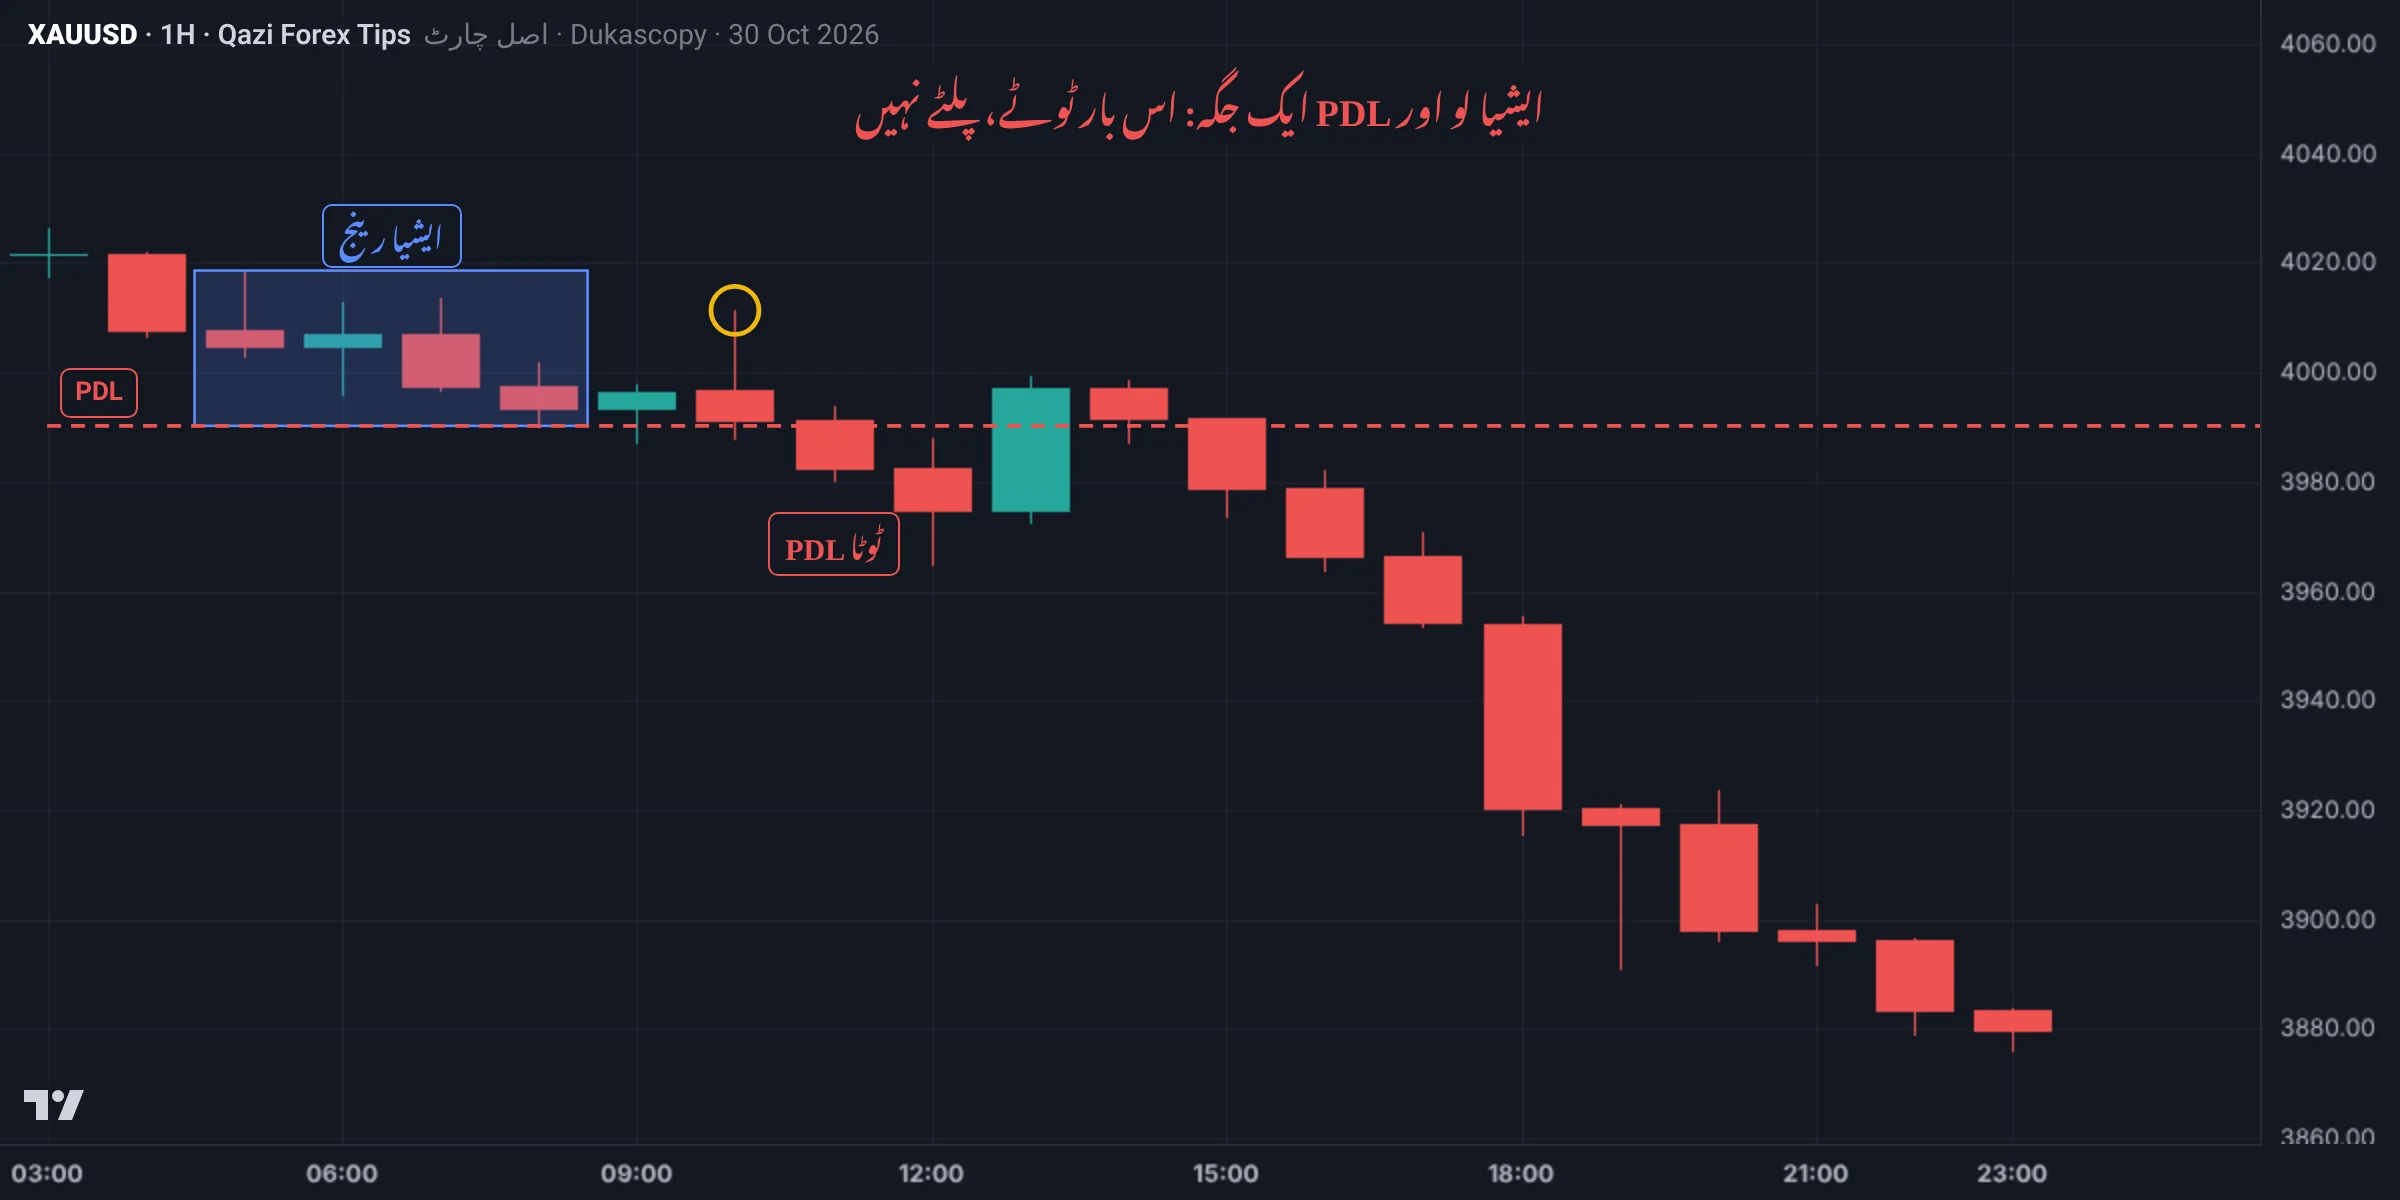 XAUUSD · 1H · Qazi Forex Tips اصل چارٹ · Dukascopy · 30 Oct 2026
ایشیا لو اور PDL ایک جگہ: اس بار ٹوٹے، پلٹے نہیں
ایشیا رینج
PDL
PDL ٹوٹا
4060.00
4040.00
4020.00
4000.00
3980.00
3960.00
3940.00
3920.00
3900.00
3880.00
3860.00
03:00 06:00 09:00 12:00 15:00 18:00 21:00 23:00